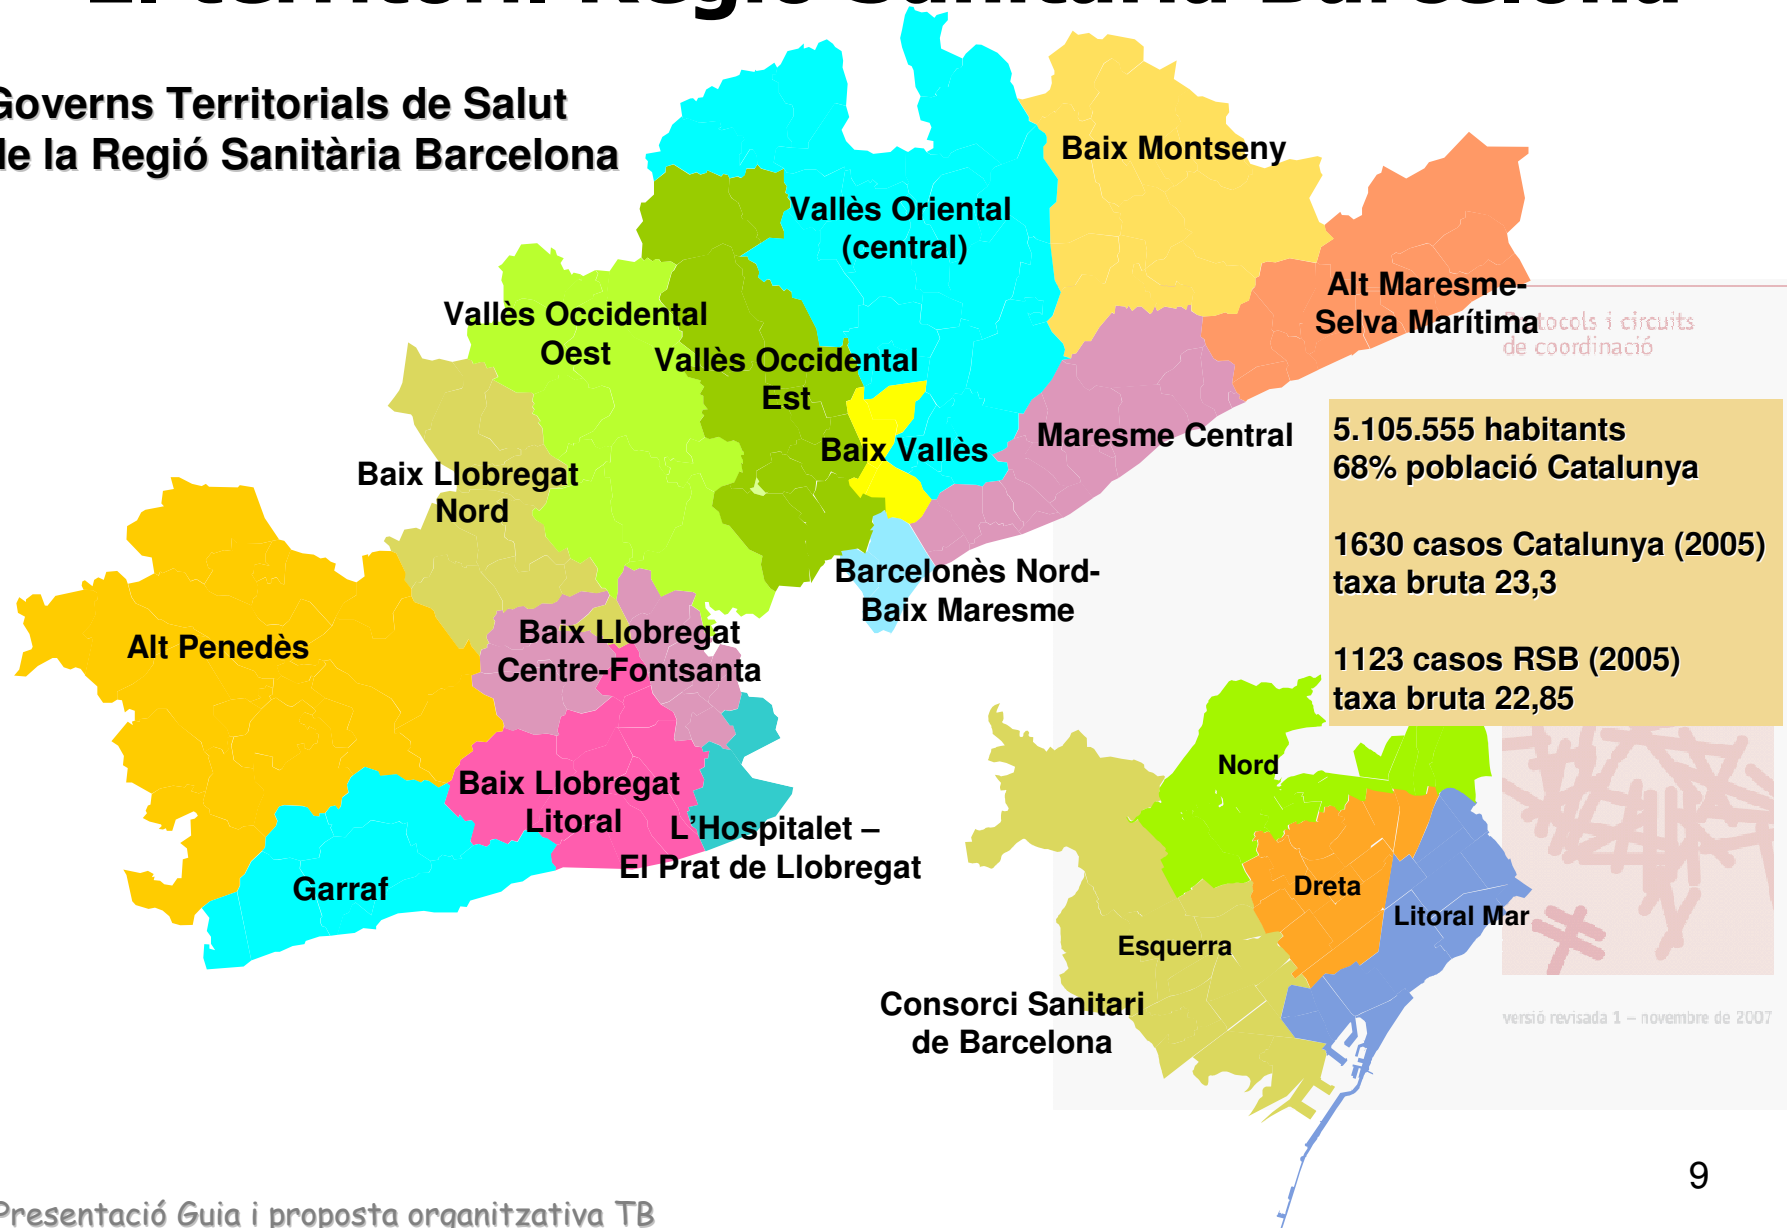 El territori: Regió Sanitària Barcelona
Governs Territorials de Salut
de la Regió Sanitària Barcelona
Baix Montseny
Vallès Oriental
(central)
Alt Maresme-
Selva Marítima
Protocols i circuits
de coordinació
Vallès Occidental
Oest
Vallès Occidental
Est
Baix Vallès
Maresme Central
5.105.555 habitants
68% població Catalunya
1630 casos Catalunya (2005)
taxa bruta 23,3
1123 casos RSB (2005)
taxa bruta 22,85
Baix Llobregat
Nord
Barcelonès Nord-
Baix Maresme
Alt Penedès
Baix Llobregat
Centre-Fontsanta
Baix Llobregat
Litoral
L’Hospitalet –
El Prat de Llobregat
Garraf
Nord
Dreta
Litoral Mar
Esquerra
Consorci Sanitari
de Barcelona
versió revisada 1 – novembre de 2007
9
Presentació Guia i proposta organitzativa TB